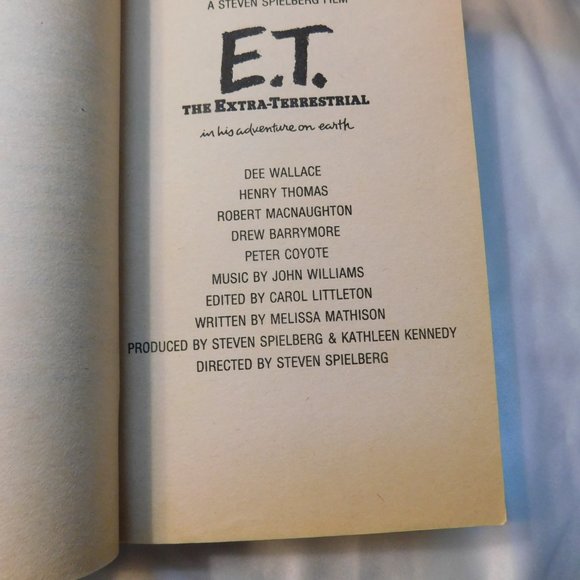 A STEVEN SPIELBERG FILM
E.T.
THE EXTRA-TERRESTRIAL
in his adventure on earth
DEE WALLACE
HENRY THOMAS
ROBERT MACNAUGHTON
DREW BARRYMORE
PETER COYOTE
MUSIC BY JOHN WILLIAMS
EDITED BY CAROL LITTLETON
WRITTEN BY MELISSA MATHISON
PRODUCED BY STEVEN SPIELBERG & KATHLEEN KENNEDY
DIRECTED BY STEVEN SPIELBERG